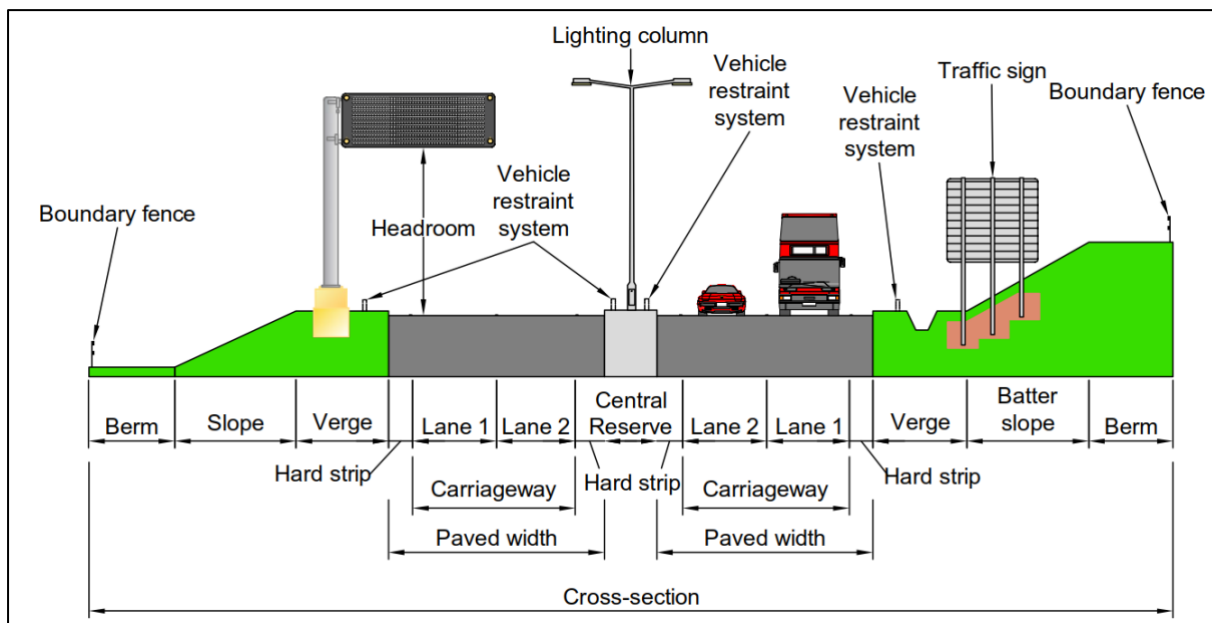 Lighting column
Vehicle
restraint
system
Traffic sign
Vehicle
restraint
system
Boundary fence
Vehicle
restraint
system
Boundary fence
Headroom
Berm
Slope
Verge
Lane 1
Lane 2
Central
Reserve
Lane 2
Lane 1
Verge
Batter
slope
Berm
Hard strip
Hard strip
Hard strip
Carriageway
Carriageway
Paved width
Paved width
Cross-section